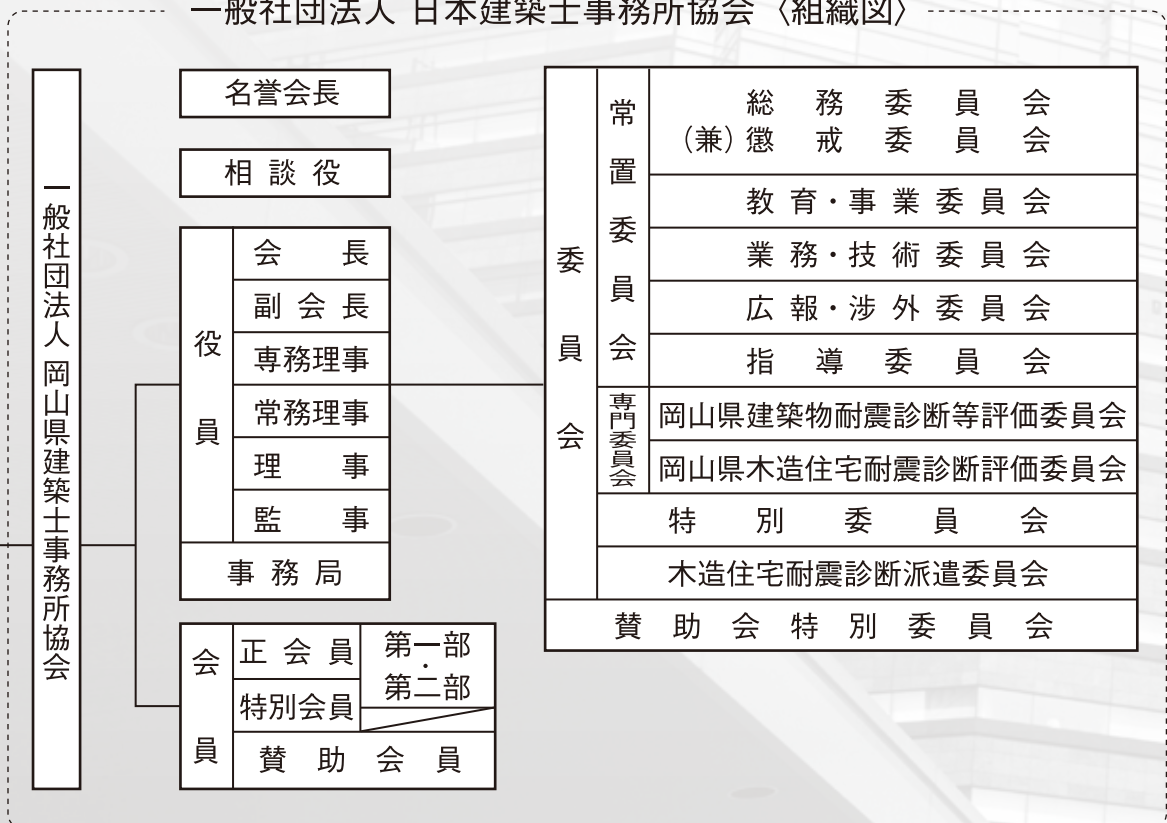 一般社団法人 日本建築士事務所協会〈組織図〉
一般社団法人 岡山県建築士事務所協会
名誉会長
相談役
役員
会長
副会長
専務理事
常務理事
理事
監事
事務局
会員
正会員
特別会員
第一部
・
第二部
賛助会員
委員会
常置委員会
総務委員会
（兼）懲戒委員会
教育・事業委員会
業務・技術委員会
広報・渉外委員会
指導委員会
専門委員会
岡山県建築物耐震診断等評価委員会
岡山県木造住宅耐震診断評価委員会
特別委員会
木造住宅耐震診断派遣委員会
賛助会特別委員会